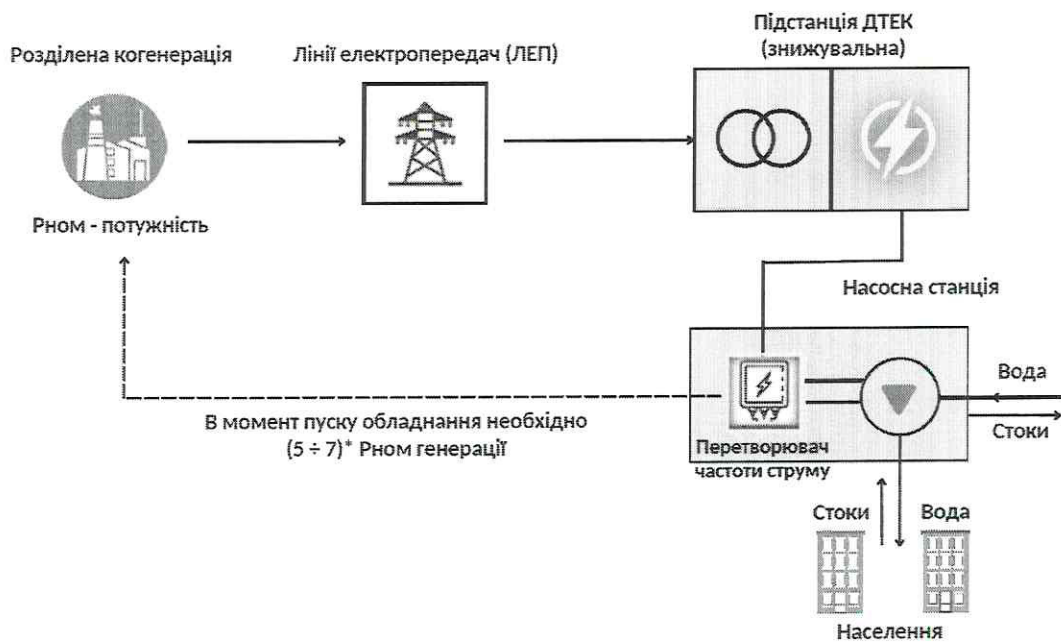 Розділена когенерація
Лінії електропередач (ЛЕП)
Підстанція ДТЕК
(знижувальна)
Рном - потужність
Насосна станція
В момент пуску обладнання необхідно
(5 ÷ 7)* Рном генерації
Перетворювач
частоти струму
Вода
Стоки
Стоки
Вода
Населення